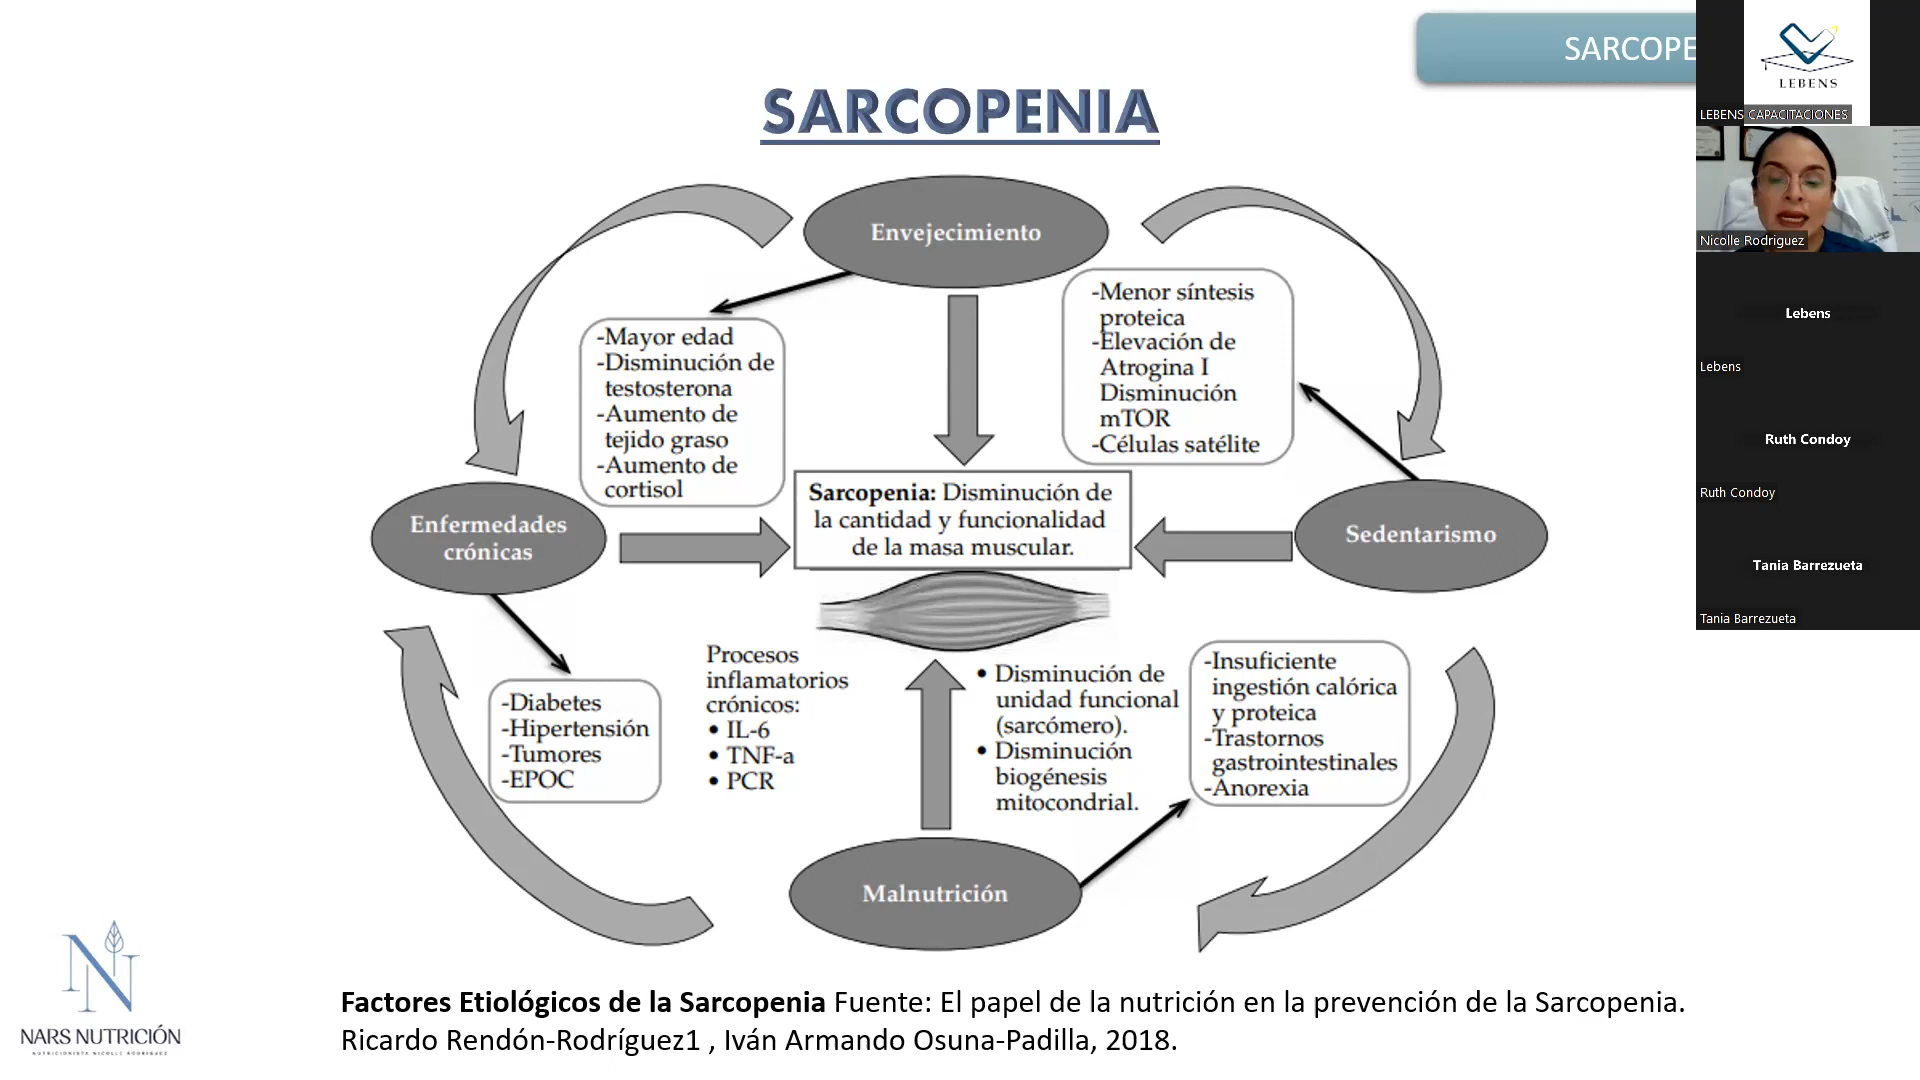 SARCOPE
SARCOPENIA
Envejecimiento
-Mayor edad
-Disminución de
testosterona
-Aumento de
tejido graso
-Aumento de
cortisol
-Menor síntesis
proteica
-Elevación de
Atrogina I
Disminución
mTOR
-Células satélite
Enfermedades
crónicas
Sarcopenia: Disminución de
la cantidad y funcionalidad
de la masa muscular.
Sedentarismo
-Diabetes
-Hipertensión
-Tumores
-EPOC
Procesos
inflamatorios
crónicos:
• IL-6
• TNF-a
• PCR
• Disminución de
unidad funcional
(sarcómero).
• Disminución
biogénesis
mitocondrial.
-Insuficiente
ingestión calórica
y proteica
-Trastornos
gastrointestinales
-Anorexia
Malnutrición
Factores Etiológicos de la Sarcopenia Fuente: El papel de la nutrición en la prevención de la Sarcopenia.
Ricardo Rendón-Rodríguez1 , Iván Armando Osuna-Padilla, 2018.
N
NARS NUTRICIÓN
NUTRICIONISTA NICOLLE RODRIGUEZ
LEBENS
LEBENS CAPACITACIONES
Nicolle Rodriguez
Lebens
Lebens
Ruth Condoy
Ruth Condoy
Tania Barrezueta
Tania Barrezueta